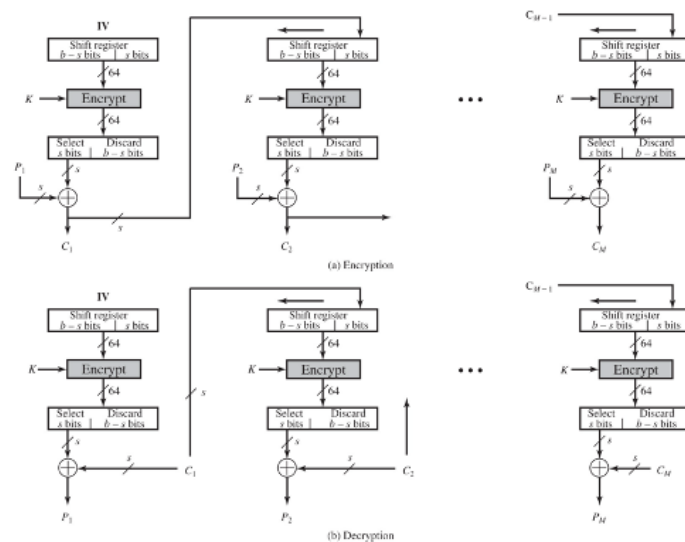 IV
C_{M-1}
Shift register
b – s bits | s bits
Shift register
b – s bits | s bits
Shift register
b – s bits | s bits
64
64
64
K
Encrypt
K
Encrypt
K
Encrypt
64
64
64
Select Discard
s bits | b – s bits
Select Discard
s bits | b – s bits
Select Discard
s bits | b – s bits
P_1
s
s
P_2
s
s
P_M
s
s
s
C_1
C_2
C_M
(a) Encryption
IV
C_{M-1}
Shift register
b – s bits | s bits
Shift register
b – s bits | s bits
Shift register
b – s bits | s bits
64
64
64
K
Encrypt
K
Encrypt
K
Encrypt
64
64
64
s
Select Discard
s bits | b – s bits
Select Discard
s bits | b – s bits
Select Discard
s bits | b – s bits
s
s
s
s
C_1
s
C_2
s
C_M
P_1
P_2
P_M
(b) Decryption